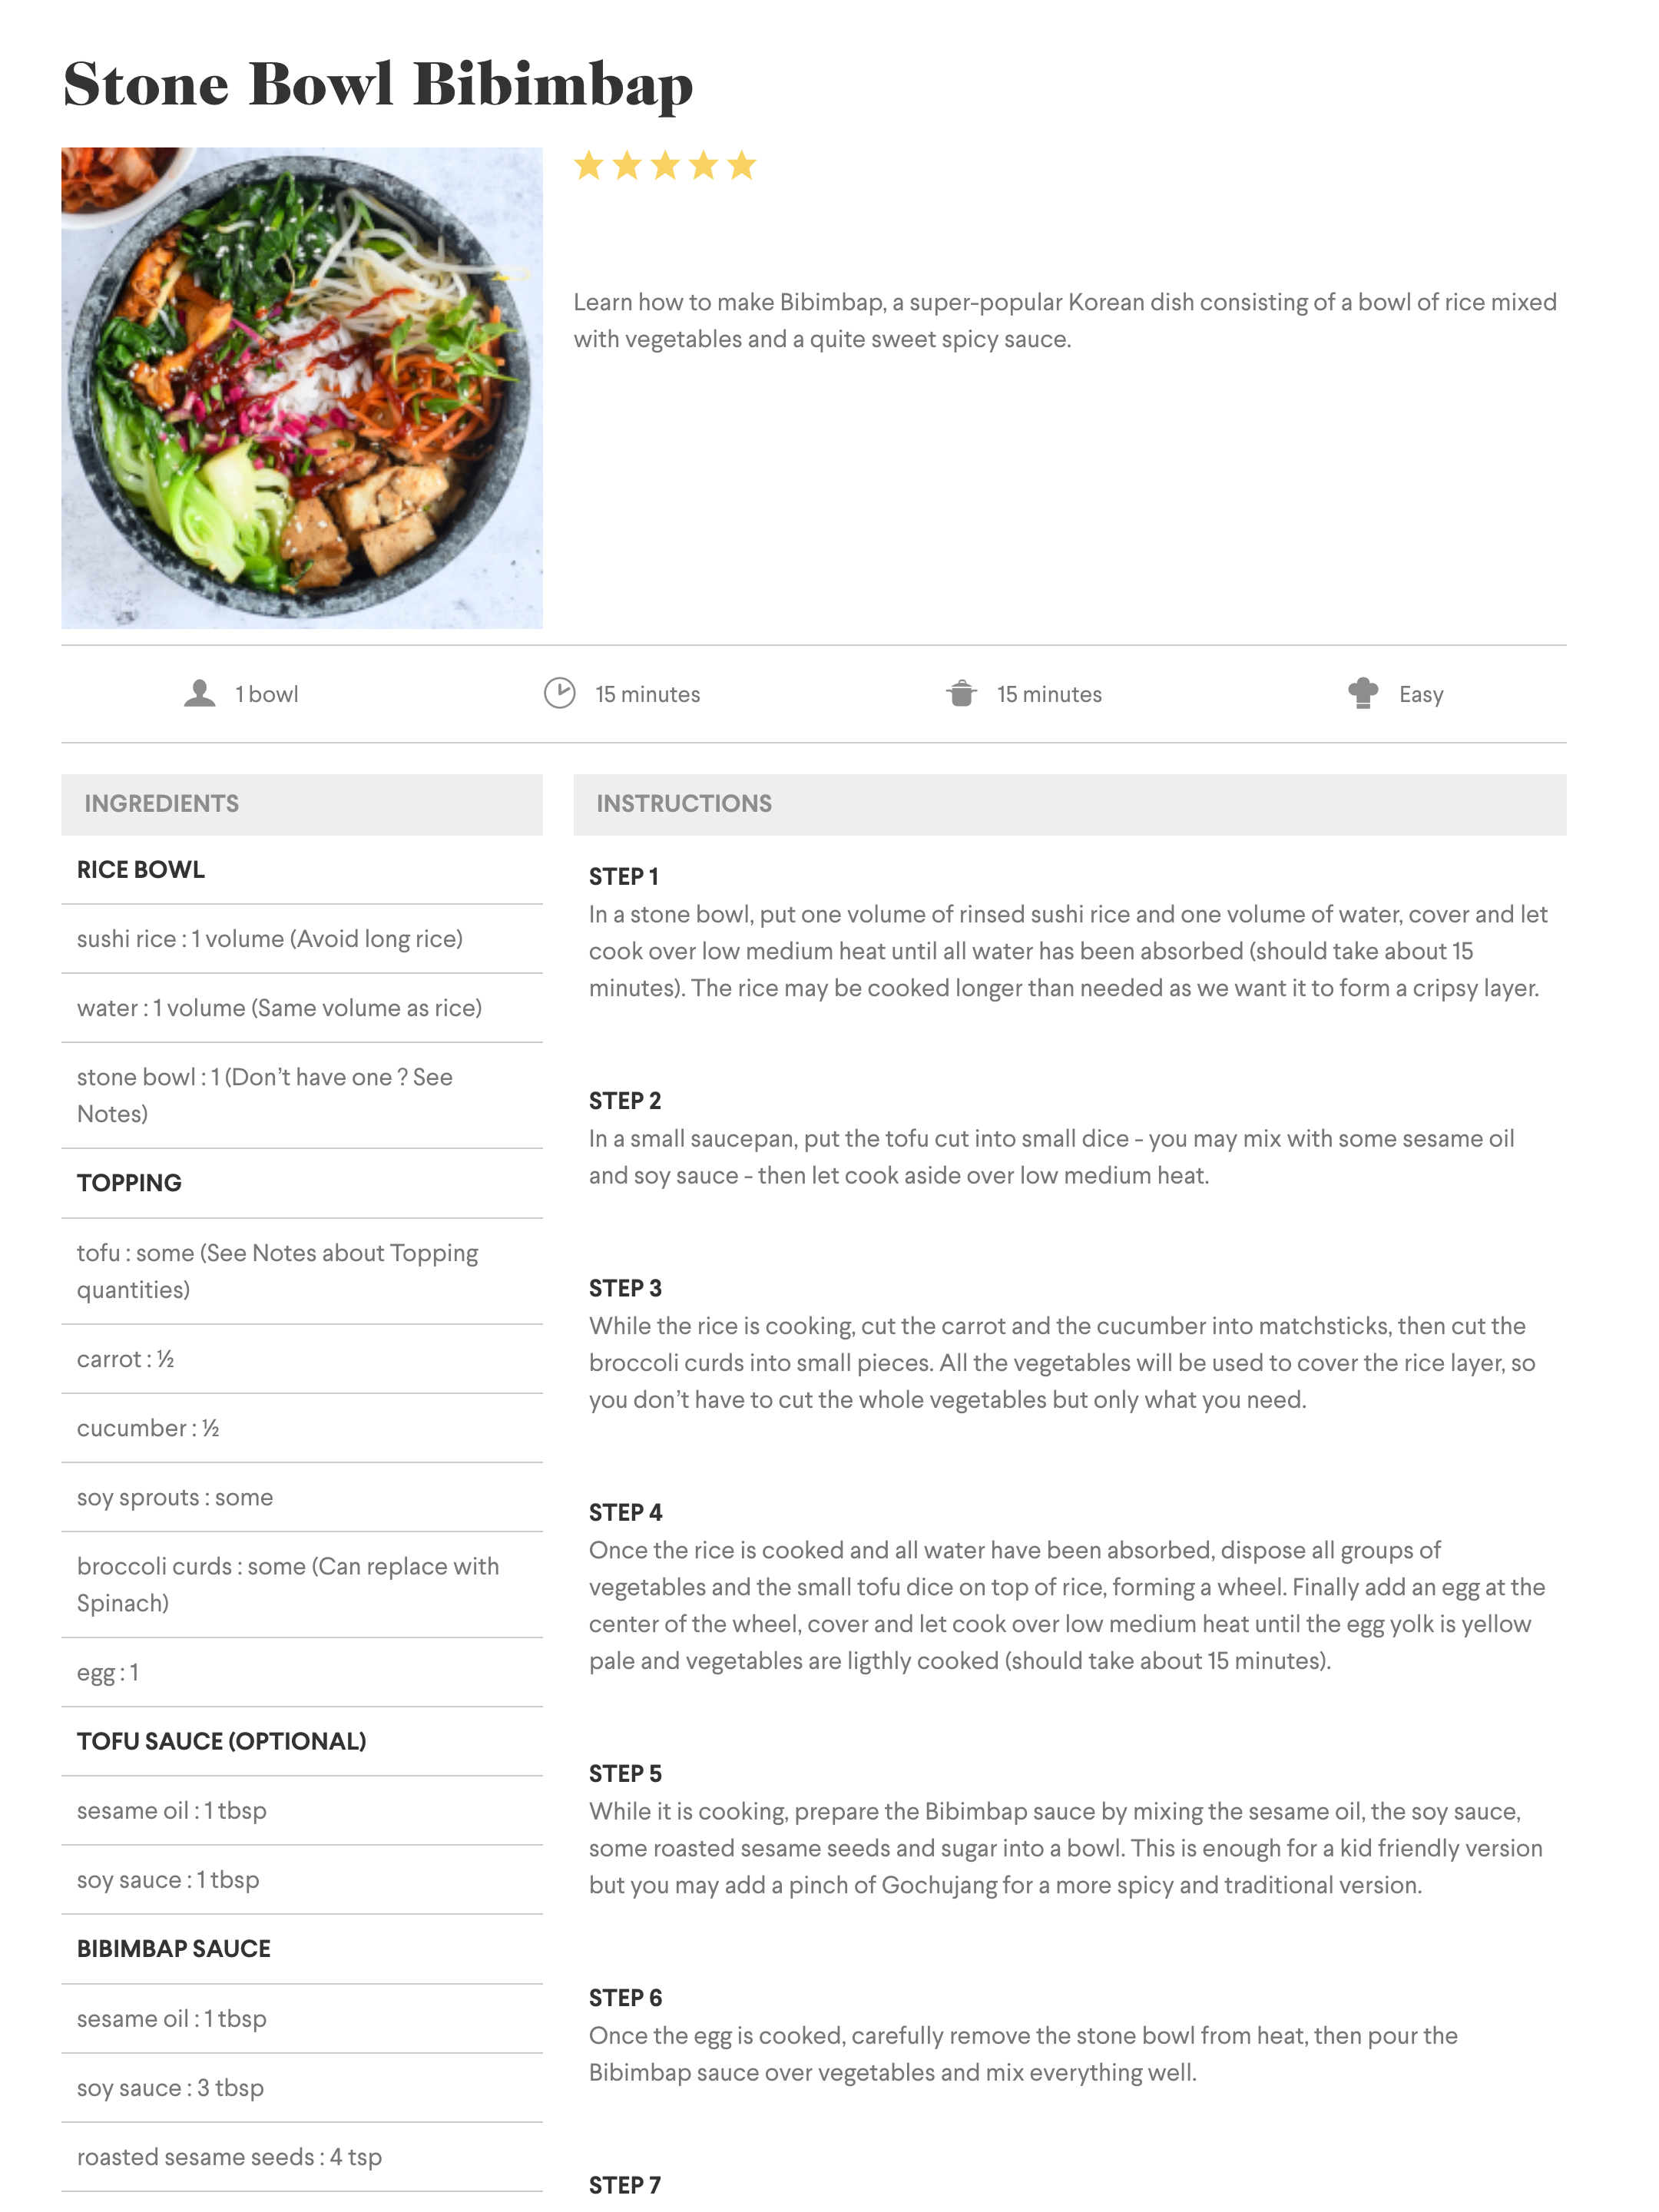 Stone Bowl Bibimbap
Learn how to make Bibimbap, a super-popular Korean dish consisting of a bowl of rice mixed
with vegetables and a quite sweet spicy sauce.
1 bowl
15 minutes
15 minutes
Easy
INGREDIENTS
RICE BOWL
sushi rice : 1 volume (Avoid long rice)
water : 1 volume (Same volume as rice)
stone bowl : 1 (Don’t have one ? See
Notes)
TOPPING
tofu : some (See Notes about Topping
quantities)
carrot : ½
cucumber : ½
soy sprouts : some
broccoli curds : some (Can replace with
Spinach)
egg : 1
TOFU SAUCE (OPTIONAL)
sesame oil : 1 tbsp
soy sauce : 1 tbsp
BIBIMBAP SAUCE
sesame oil : 1 tbsp
soy sauce : 3 tbsp
roasted sesame seeds : 4 tsp
INSTRUCTIONS
STEP 1
In a stone bowl, put one volume of rinsed sushi rice and one volume of water, cover and let
cook over low medium heat until all water has been absorbed (should take about 15
minutes). The rice may be cooked longer than needed as we want it to form a cripsy layer.
STEP 2
In a small saucepan, put the tofu cut into small dice - you may mix with some sesame oil
and soy sauce - then let cook aside over low medium heat.
STEP 3
While the rice is cooking, cut the carrot and the cucumber into matchsticks, then cut the
broccoli curds into small pieces. All the vegetables will be used to cover the rice layer, so
you don’t have to cut the whole vegetables but only what you need.
STEP 4
Once the rice is cooked and all water have been absorbed, dispose all groups of
vegetables and the small tofu dice on top of rice, forming a wheel. Finally add an egg at the
center of the wheel, cover and let cook over low medium heat until the egg yolk is yellow
pale and vegetables are ligthly cooked (should take about 15 minutes).
STEP 5
While it is cooking, prepare the Bibimbap sauce by mixing the sesame oil, the soy sauce,
some roasted sesame seeds and sugar into a bowl. This is enough for a kid friendly version
but you may add a pinch of Gochujang for a more spicy and traditional version.
STEP 6
Once the egg is cooked, carefully remove the stone bowl from heat, then pour the
Bibimbap sauce over vegetables and mix everything well.
STEP 7